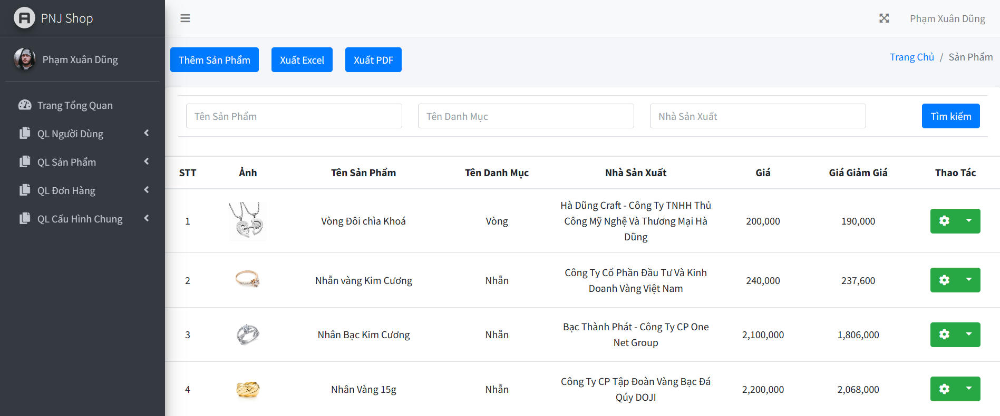 PNJ Shop
Phạm Xuân Dũng
Phạm Xuân Dũng
Trang Tổng Quan
QL Người Dùng
QL Sản Phẩm
QL Đơn Hàng
QL Cấu Hình Chung
Thêm Sản Phẩm Xuất Excel Xuất PDF
Trang Chủ / Sản Phẩm
Tên Sản Phẩm Tên Danh Mục Nhà Sản Xuất Tìm kiếm
STT Ảnh Tên Sản Phẩm Tên Danh Mục Nhà Sản Xuất Giá Giá Giảm Giá Thao Tác
1 Vòng Đôi chìa Khoá Vòng
Hà Dũng Craft - Công Ty TNHH Thủ
Công Mỹ Nghệ Và Thương Mại Hà
Dũng
200,000 190,000
2 Nhẫn vàng Kim Cương Nhẫn
Công Ty Cổ Phần Đầu Tư Và Kinh
Doanh Vàng Việt Nam
240,000 237,600
3 Nhân Bạc Kim Cương Nhẫn
Bạc Thành Phát - Công Ty CP One
Net Group
2,100,000 1,806,000
4 Nhân Vàng 15g Nhẫn
Công Ty CP Tập Đoàn Vàng Bạc Đá
Qúy DOJI
2,200,000 2,068,000